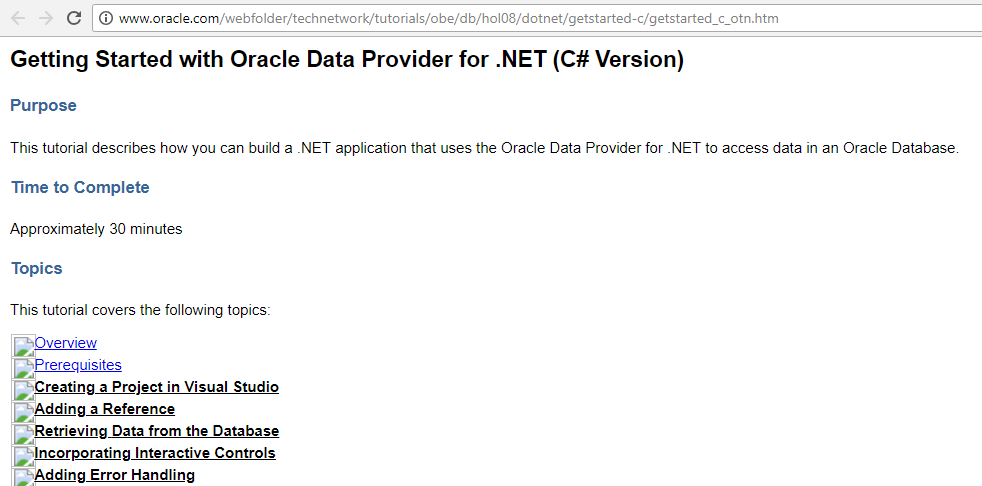 www.oracle.com/webfolder/technetwork/tutorials/obe/db/hol08/dotnet/getstarted-c/getstarted_c_otn.htm
Getting Started with Oracle Data Provider for .NET (C# Version)
Purpose
This tutorial describes how you can build a .NET application that uses the Oracle Data Provider for .NET to access data in an Oracle Database.
Time to Complete
Approximately 30 minutes
Topics
This tutorial covers the following topics:
Overview
Prerequisites
Creating a Project in Visual Studio
Adding a Reference
Retrieving Data from the Database
Incorporating Interactive Controls
Adding Error Handling